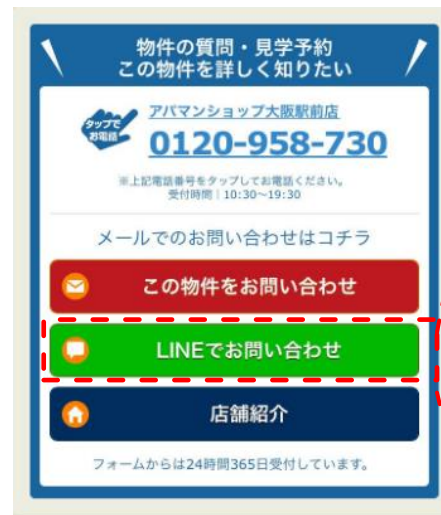 物件の質問・見学予約
この物件を詳しく知りたい
タップで
お電話
アパマンショップ大阪駅前店
0120-958-730
※上記電話番号をタップしてお電話ください。
受付時間｜10:30～19:30
メールでのお問い合わせはコチラ
この物件をお問い合わせ
LINEでお問い合わせ
店舗紹介
フォームからは24時間365日受付しています。